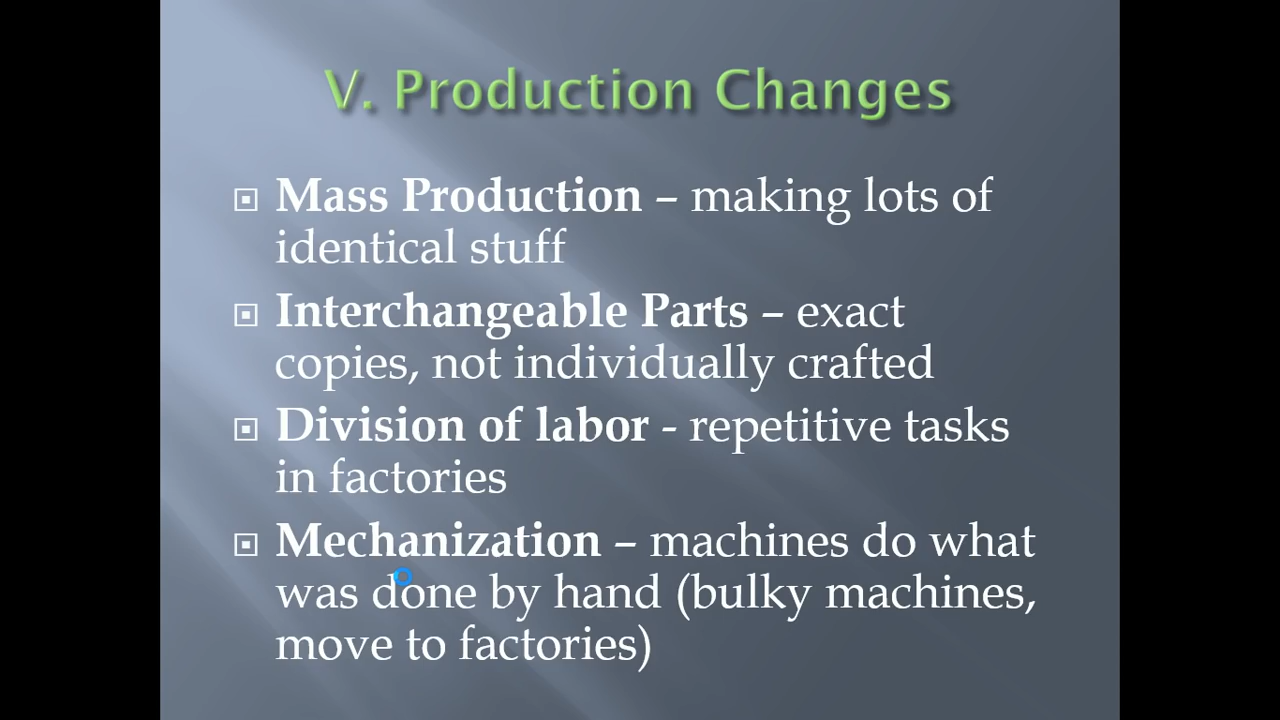 V. Production Changes
Mass Production – making lots of
identical stuff
Interchangeable Parts – exact
copies, not individually crafted
Division of labor - repetitive tasks
in factories
Mechanization – machines do what
was done by hand (bulky machines,
move to factories)